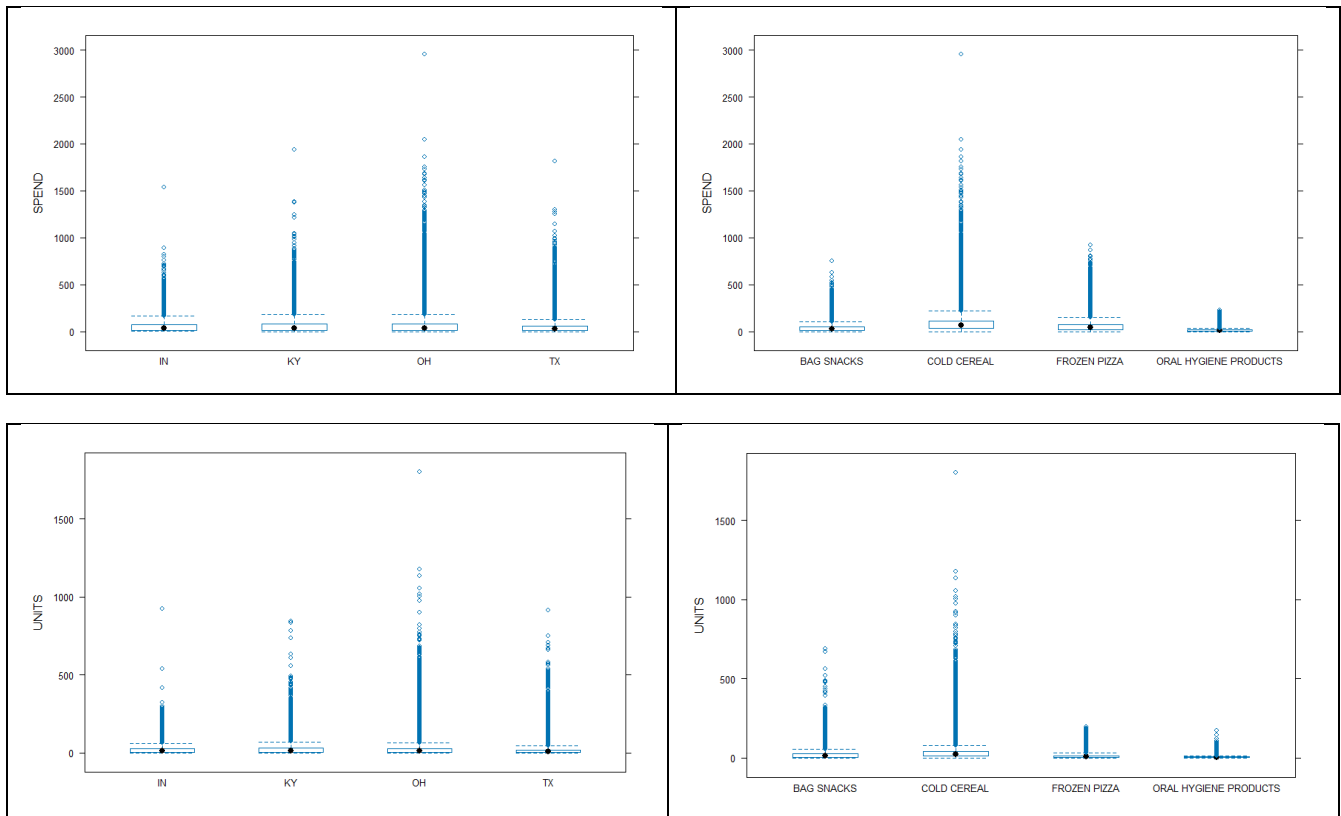 3000
2500
2000
1500
1000
500
0
SPEND
IN KY OH TX
3000
2500
2000
1500
1000
500
0
SPEND
BAG SNACKS COLD CEREAL FROZEN PIZZA ORAL HYGIENE PRODUCTS
1500
1000
500
0
UNITS
IN KY OH TX
1500
1000
500
0
UNITS
BAG SNACKS COLD CEREAL FROZEN PIZZA ORAL HYGIENE PRODUCTS